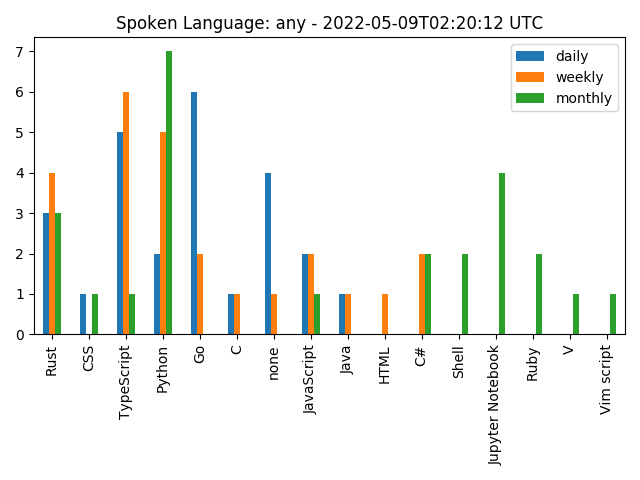 Spoken Language: any - 2022-05-09T02:20:12 UTC
daily
weekly
monthly
7
6
5
4
3
2
1
0
Rust
CSS
TypeScript
Python
Go
C
none
JavaScript
Java
HTML
C#
Shell
Jupyter Notebook
Ruby
V
Vim script